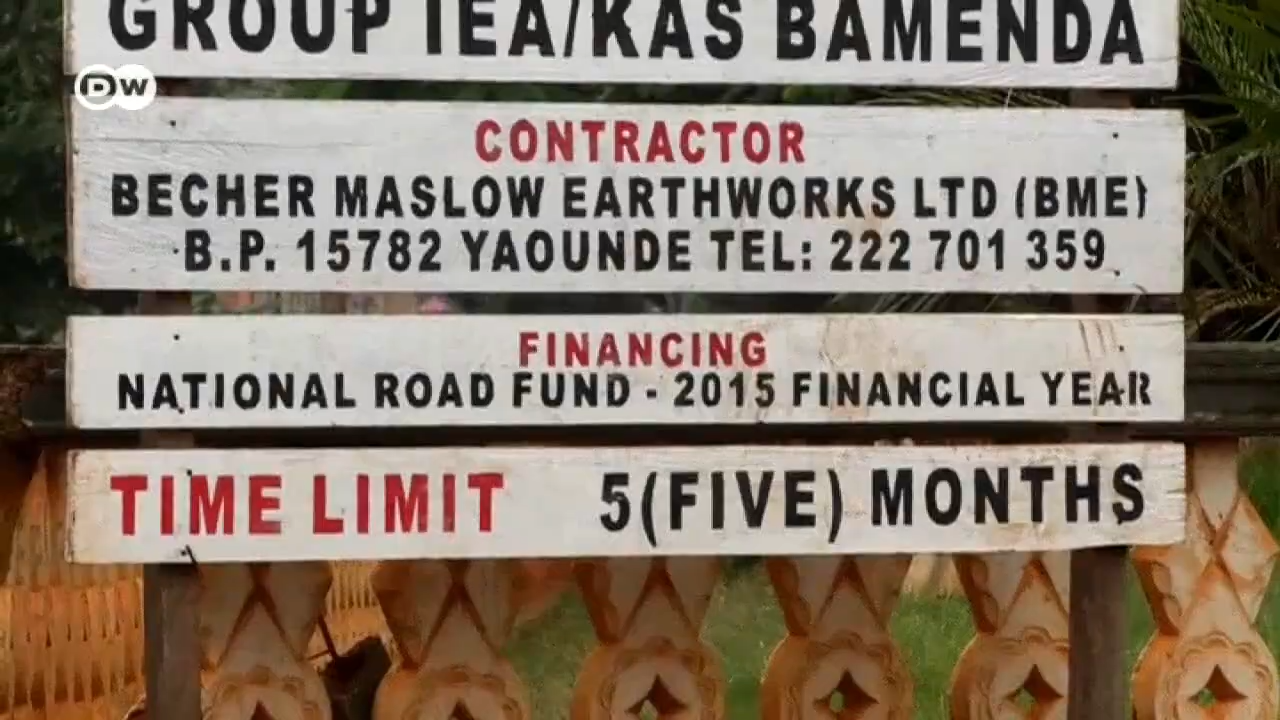 GROUP IEA/KAS BAMENDA
DW
CONTRACTOR
BECHER MASLOW EARTHWORKS LTD (BME)
B.P. 15782 YAOUNDE TEL: 222 701 359
FINANCING
NATIONAL ROAD FUND - 2015 FINANCIAL YEAR
TIME LIMIT 5(FIVE) MONTHS